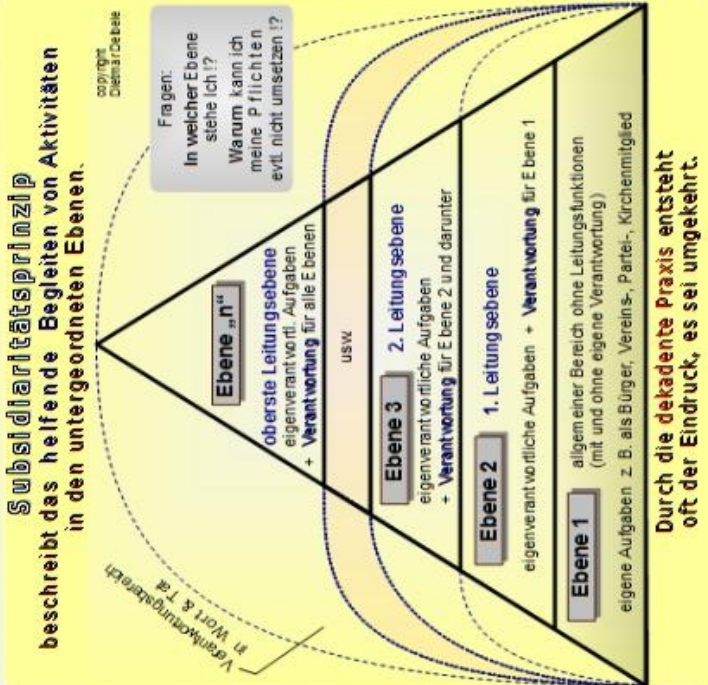 Subsidiaritätsprinzip
beschreibt das helfende Begleiten von Aktivitäten
in den untergeordneten Ebenen.
copyright
Dietmar Deibele
Fragen:
In welcher Ebene
stehe ich !?
Warum kann ich
meine Pflichten
evtl. nicht umsetzen !?
Verantwortungsbereich
in Wort & Tat
Ebene „n“
oberste Leitungsebene
eigenverantwortl. Aufgaben
+ Verantwortung für alle Ebenen
usw.
Ebene 3 2. Leitungsebene
eigenverantwortliche Aufgaben
+ Verantwortung für Ebene 2 und darunter
Ebene 2 1. Leitungsebene
eigenverantwortliche Aufgaben + Verantwortung für Ebene 1
Ebene 1 allgemeiner Bereich ohne Leitungsfunktionen
(mit und ohne eigene Verantwortung)
eigene Aufgaben z. B. als Bürger, Vereins-, Partei-, Kirchenmitglied
Durch die dekadente Praxis entsteht
oft der Eindruck, es sei umgekehrt.